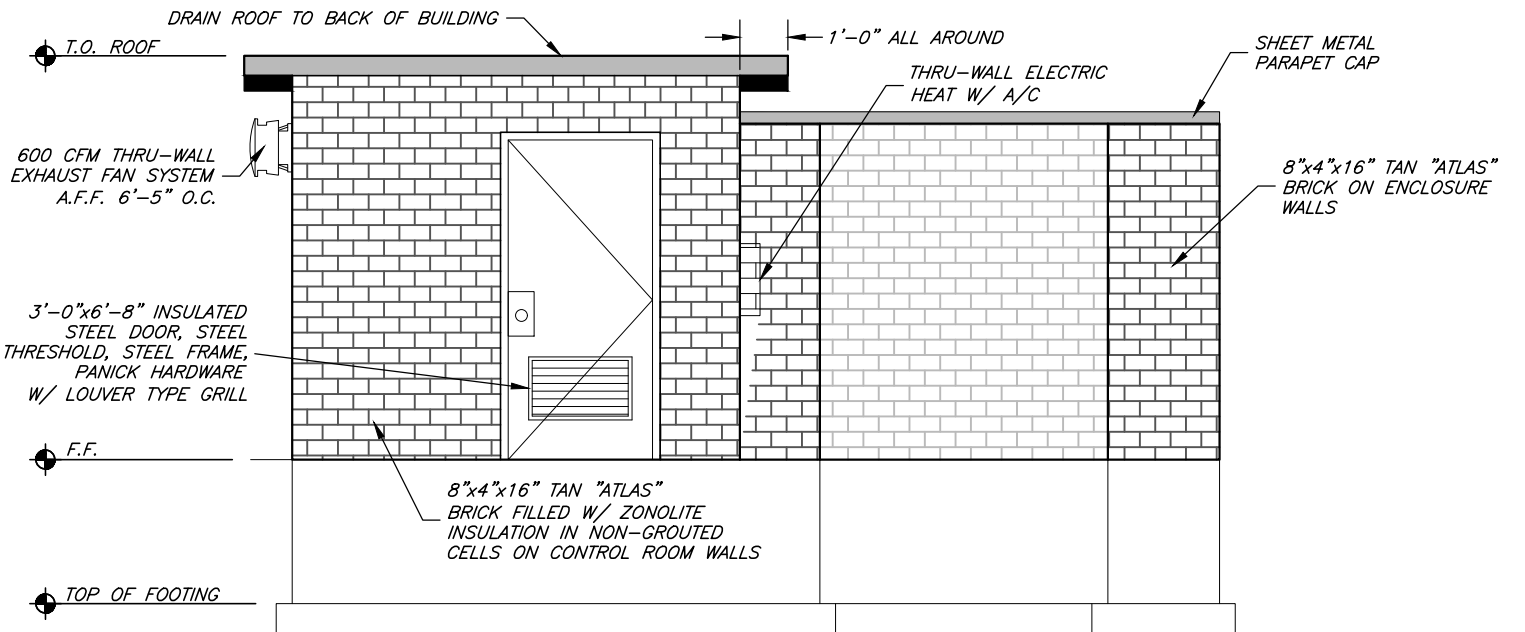 DRAIN ROOF TO BACK OF BUILDING
T.O. ROOF
1'-0" ALL AROUND
SHEET METAL
PARAPET CAP
THRU-WALL ELECTRIC
HEAT W/ A/C
600 CFM THRU-WALL
EXHAUST FAN SYSTEM
A.F.F. 6'-5" O.C.
8"x4"x16" TAN "ATLAS"
BRICK ON ENCLOSURE
WALLS
3'-0"x6'-8" INSULATED
STEEL DOOR, STEEL
THRESHOLD, STEEL FRAME,
PANICK HARDWARE
W/ LOUVER TYPE GRILL
F.F.
8"x4"x16" TAN "ATLAS"
BRICK FILLED W/ ZONOLITE
INSULATION IN NON-GROUTED
CELLS ON CONTROL ROOM WALLS
TOP OF FOOTING